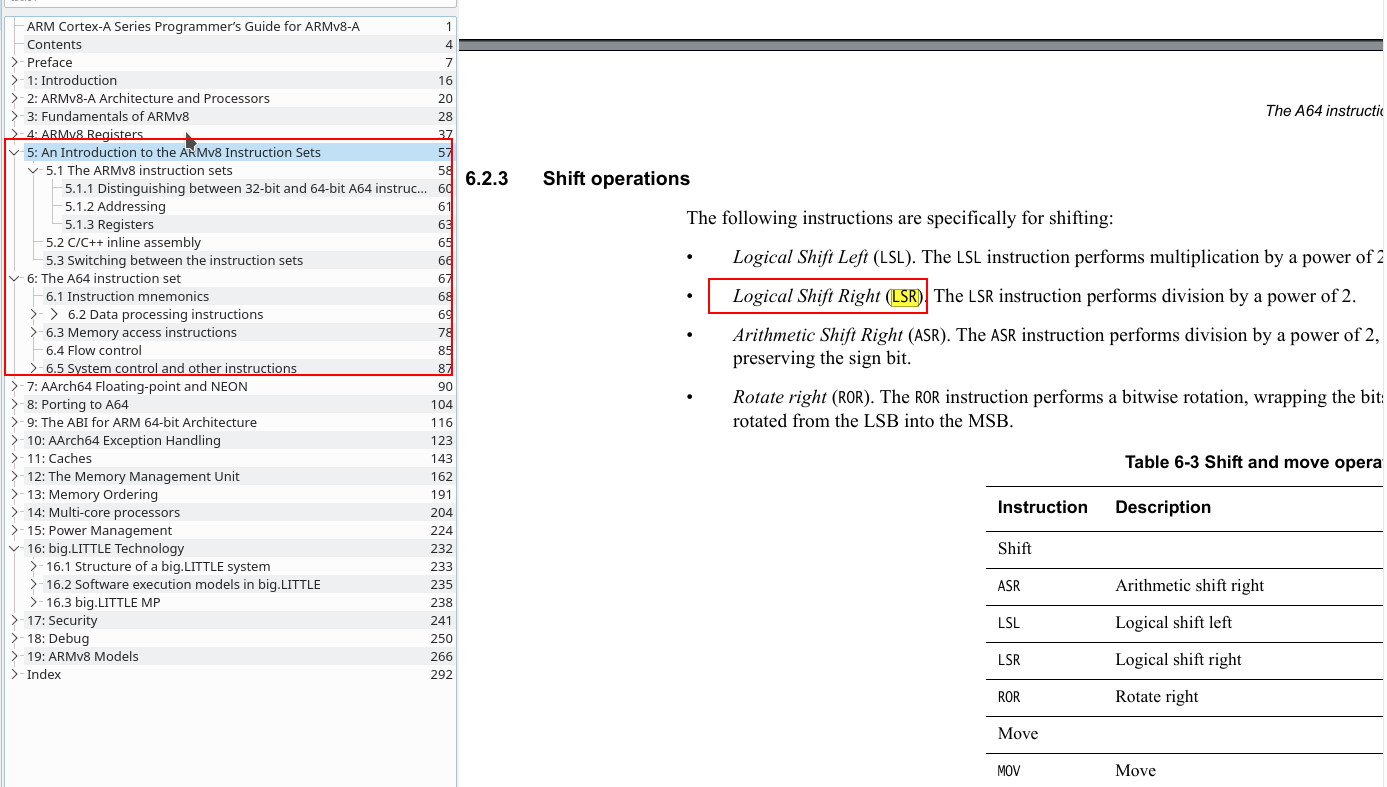 ARM Cortex-A Series Programmer's Guide for ARMv8-A 1
Contents 4
Preface 7
1: Introduction 16
2: ARMv8-A Architecture and Processors 20
3: Fundamentals of ARMv8 28
4: ARMv8 Registers 37
5: An Introduction to the ARMv8 Instruction Sets 57
5.1 The ARMv8 instruction sets 58
5.1.1 Distinguishing between 32-bit and 64-bit A64 instruc... 60
5.1.2 Addressing 61
5.1.3 Registers 63
5.2 C/C++ inline assembly 65
5.3 Switching between the instruction sets 66
6: The A64 instruction set 67
6.1 Instruction mnemonics 68
6.2 Data processing instructions 69
6.3 Memory access instructions 78
6.4 Flow control 85
6.5 System control and other instructions 87
7: AArch64 Floating-point and NEON 90
8: Porting to A64 104
9: The ABI for ARM 64-bit Architecture 116
10: AArch64 Exception Handling 123
11: Caches 143
12: The Memory Management Unit 162
13: Memory Ordering 191
14: Multi-core processors 204
15: Power Management 224
16: big.LITTLE Technology 232
16.1 Structure of a big.LITTLE system 233
16.2 Software execution models in big.LITTLE 235
16.3 big.LITTLE MP 238
17: Security 241
18: Debug 250
19: ARMv8 Models 266
Index 292
The A64 instructi
6.2.3 Shift operations
The following instructions are specifically for shifting:
• Logical Shift Left (LSL). The LSL instruction performs multiplication by a power of 2
• Logical Shift Right (LSR). The LSR instruction performs division by a power of 2.
• Arithmetic Shift Right (ASR). The ASR instruction performs division by a power of 2,
preserving the sign bit.
• Rotate right (ROR). The ROR instruction performs a bitwise rotation, wrapping the bits
rotated from the LSB into the MSB.
Table 6-3 Shift and move opera
Instruction Description
Shift
ASR Arithmetic shift right
LSL Logical shift left
LSR Logical shift right
ROR Rotate right
Move
MOV Move